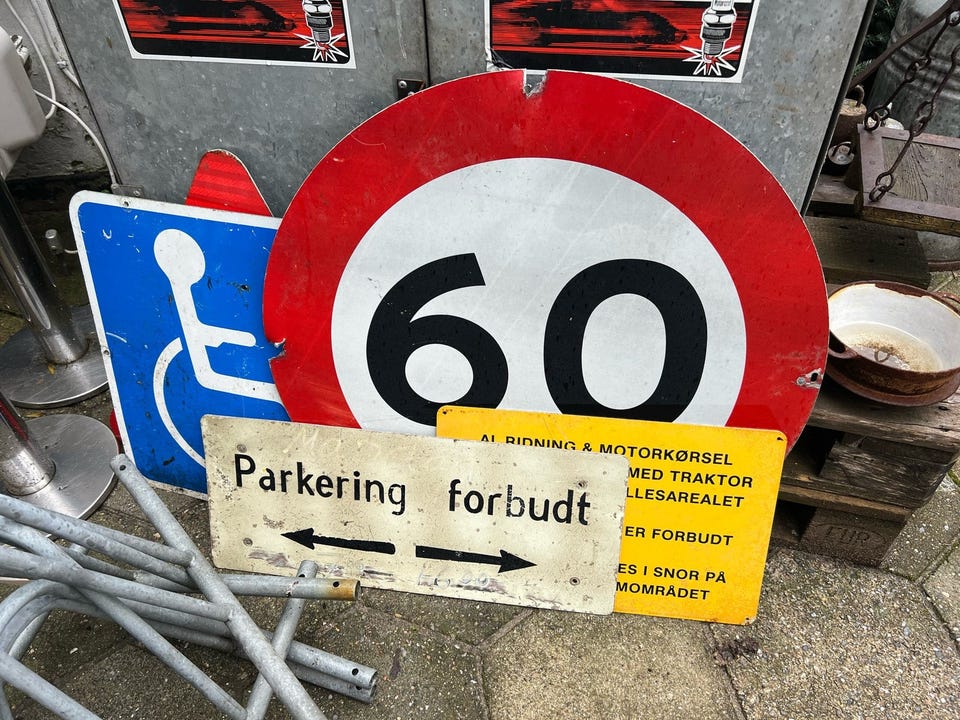 60
AL RIDNING & MOTORKØRSEL
MED TRAKTOR
LLESAREALET
ER FORBUDT
ES I SNOR PÅ
MOMRÅDET
Parkering forbudt